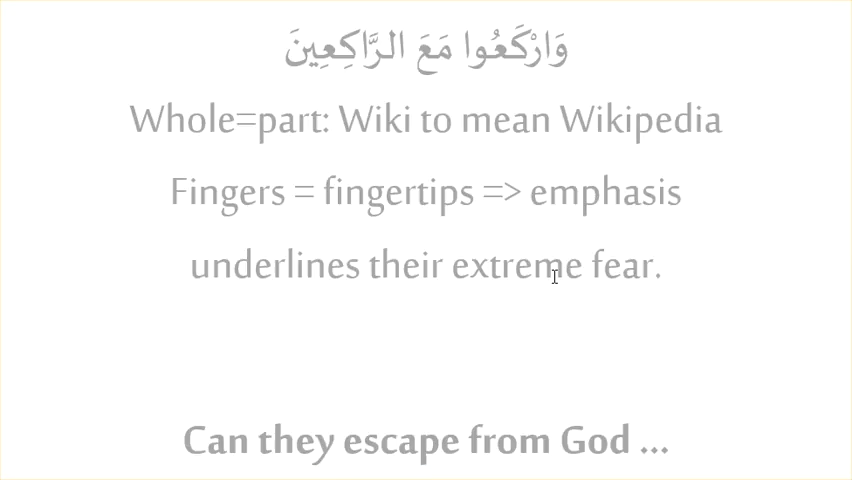 وَارْكَعُوا مَعَ الرَّاكِعِينَ
Whole=part: Wiki to mean Wikipedia
Fingers = fingertips => emphasis
underlines their extreme fear.
Can they escape from God ...